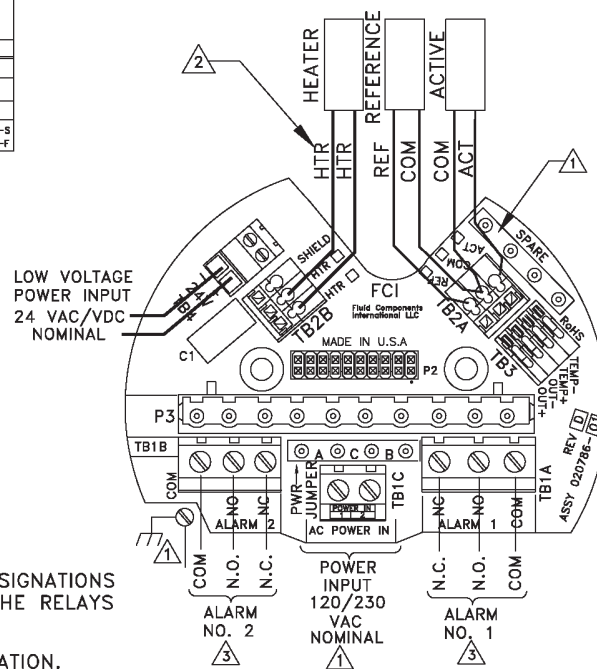 -S
-F
2
HEATER
REFERENCE
ACTIVE
HTR
HTR
REF
COM
COM
ACT
1
SPARE
ACT
COM
REF
SHIELD
HTR
HTR
FCI
Fluid Components
International LLC
TB2B
TB2A
LOW VOLTAGE
POWER INPUT
24 VAC/VDC
NOMINAL
C1
MADE IN U.S.A
P2
RoHS
TB3
TEMP-
TEMP+
OUT-
OUT+
P3
REV D
ASSY 020786-
TB1B
A C B
PWR
JUMPER
TB1C
TB1A
COM
NO
NC
ALARM 2
POWER IN
1 2
AC POWER IN
NC
NO
COM
ALARM 1
1
COM
N.O.
N.C.
ALARM
NO. 2
3
POWER
INPUT
120/230
VAC
NOMINAL
1
N.C.
N.O.
COM
ALARM
NO. 1
3
SIGNATIONS
HE RELAYS
ATION.